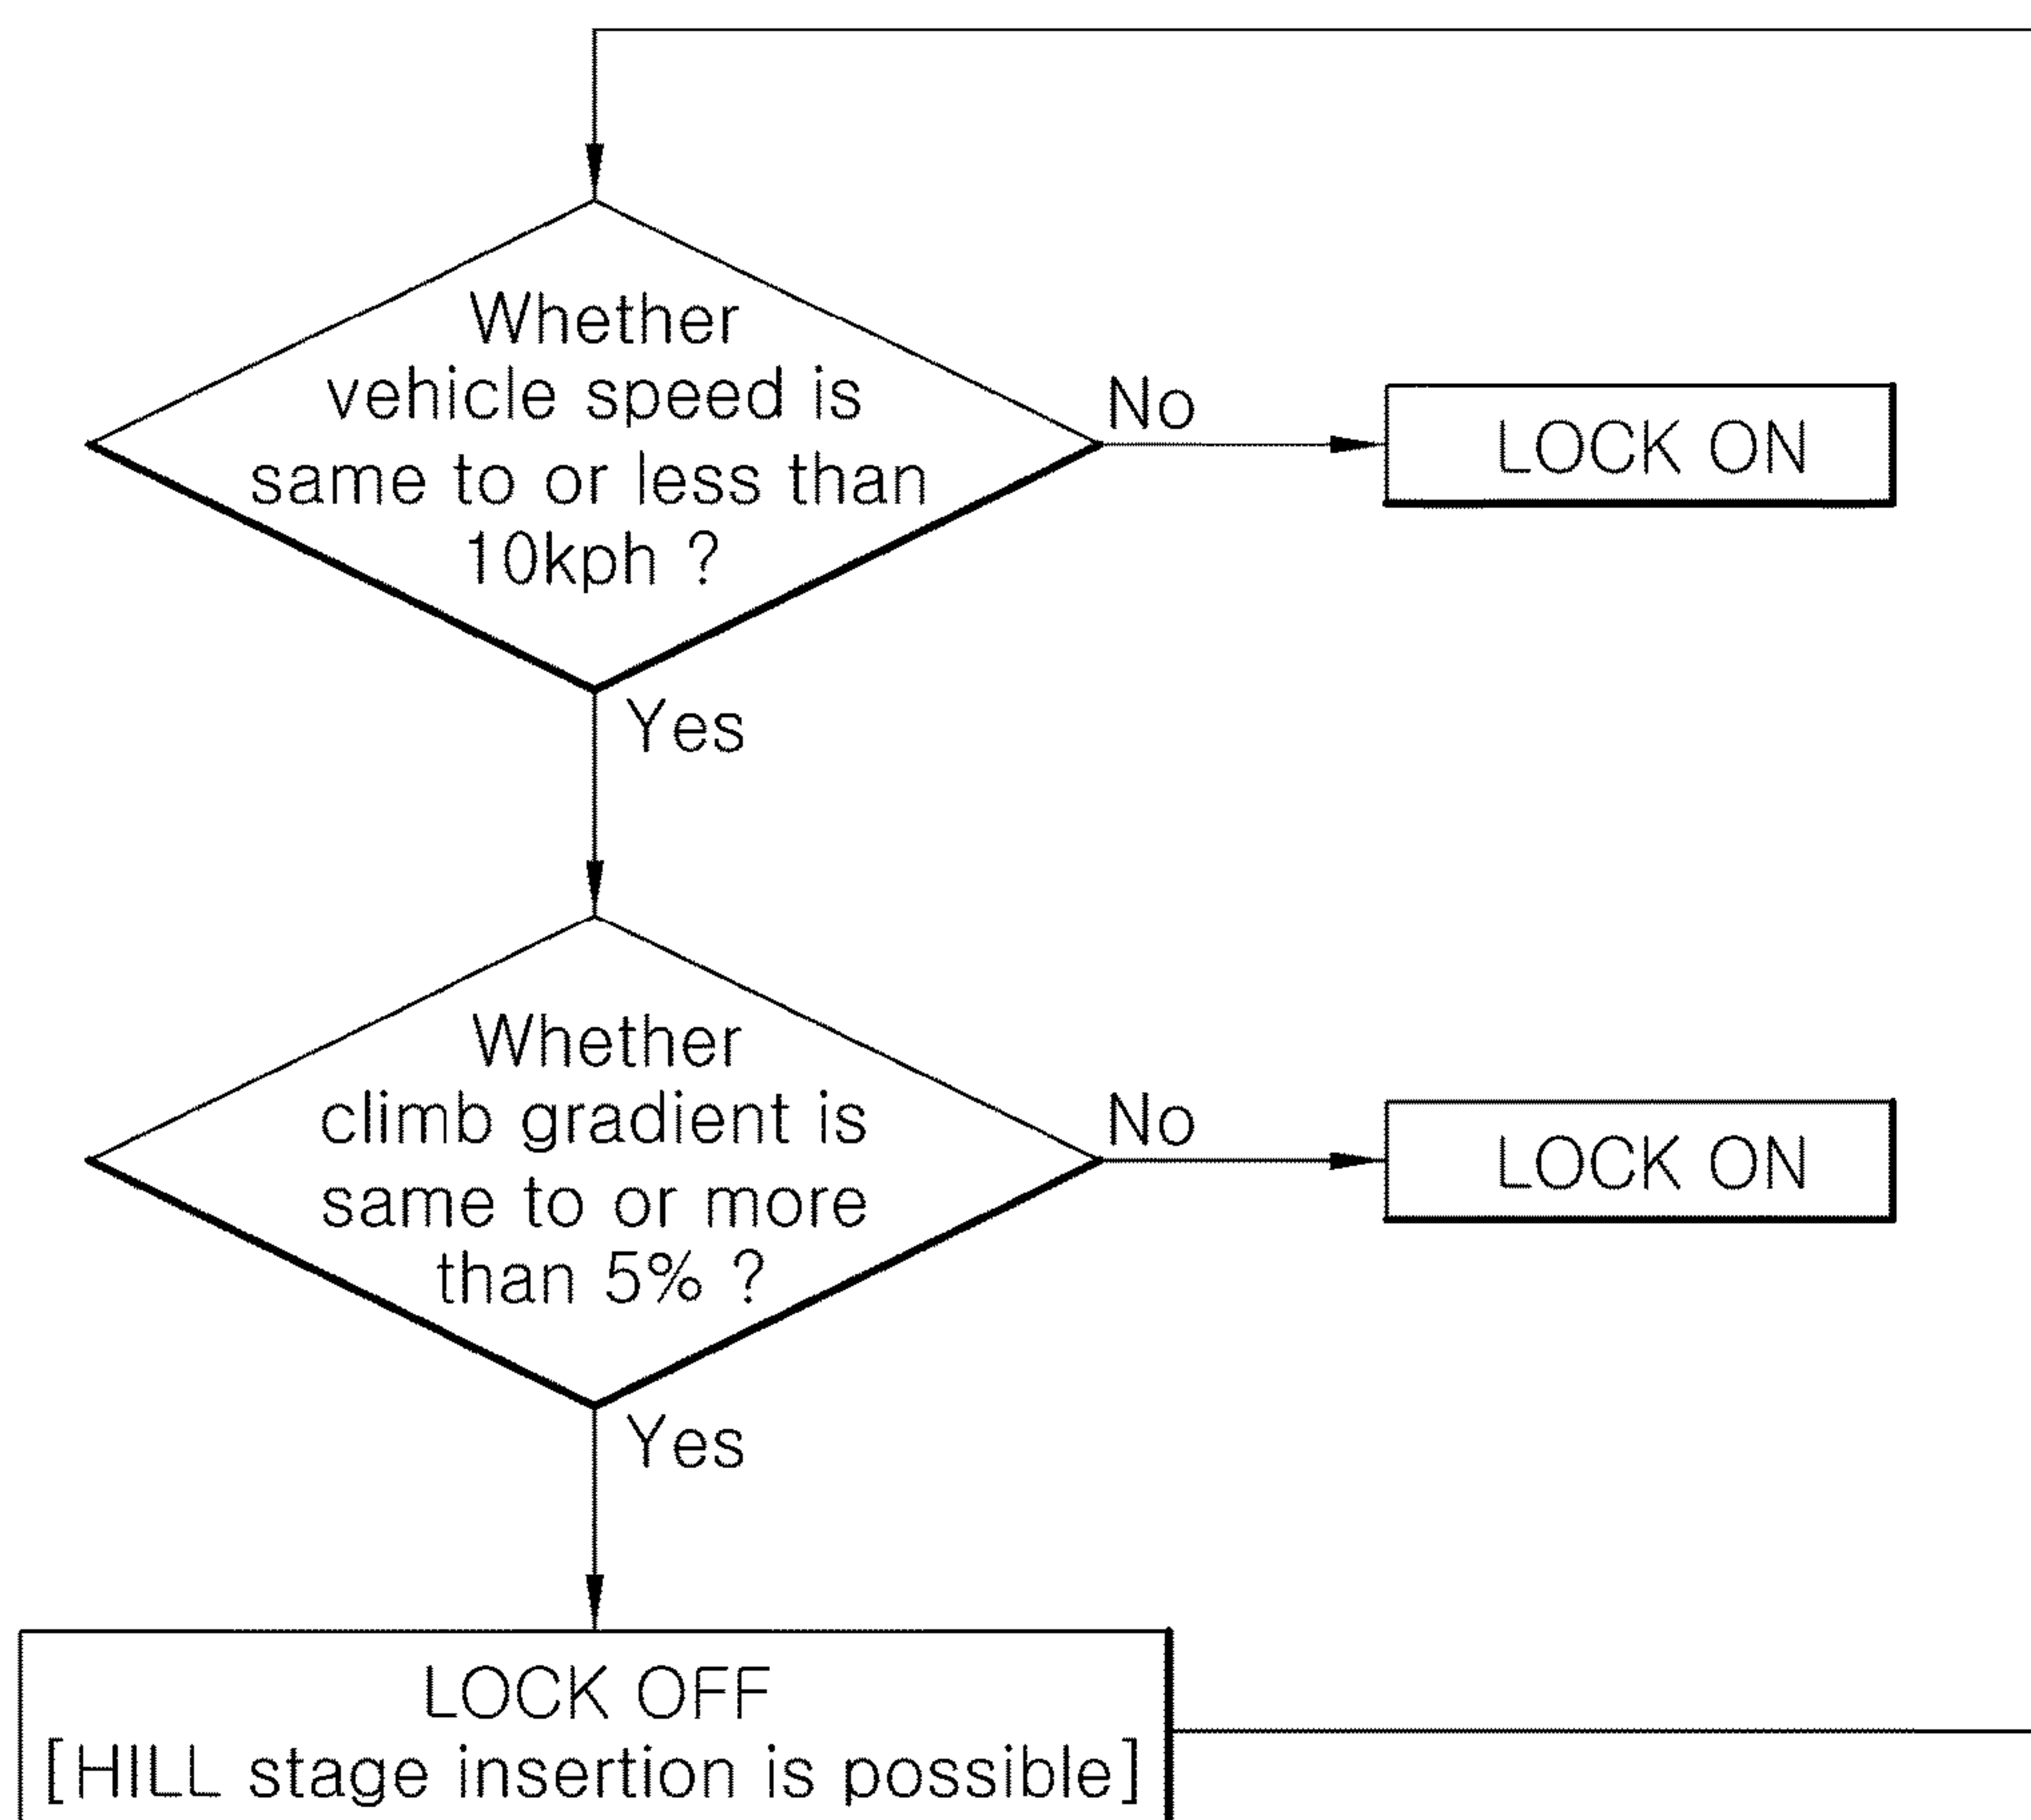 Whether
vehicle speed is
same to or less than
10kph ?
No
LOCK ON
Yes
Whether
climb gradient is
same to or more
than 5% ?
No
LOCK ON
Yes
LOCK OFF
[HILL stage insertion is possible]